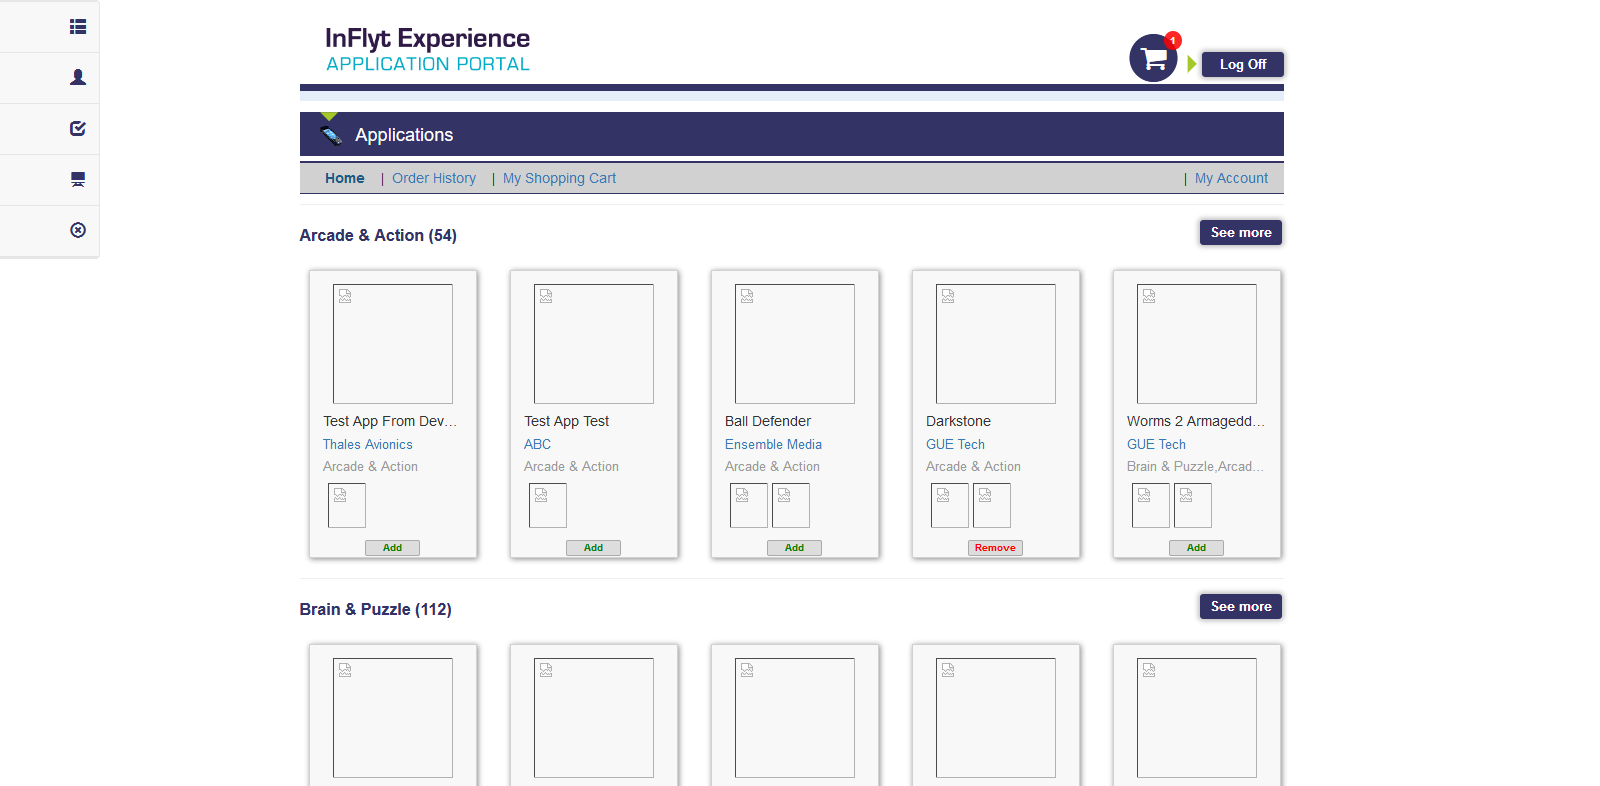 InFlyt Experience
APPLICATION PORTAL
1
Log Off
Applications
Home | Order History | My Shopping Cart | My Account
Arcade & Action (54)
See more
Test App From Dev...
Thales Avionics
Arcade & Action
Add
Test App Test
ABC
Arcade & Action
Add
Ball Defender
Ensemble Media
Arcade & Action
Add
Darkstone
GUE Tech
Arcade & Action
Remove
Worms 2 Armagedd...
GUE Tech
Brain & Puzzle,Arcad...
Add
Brain & Puzzle (112)
See more